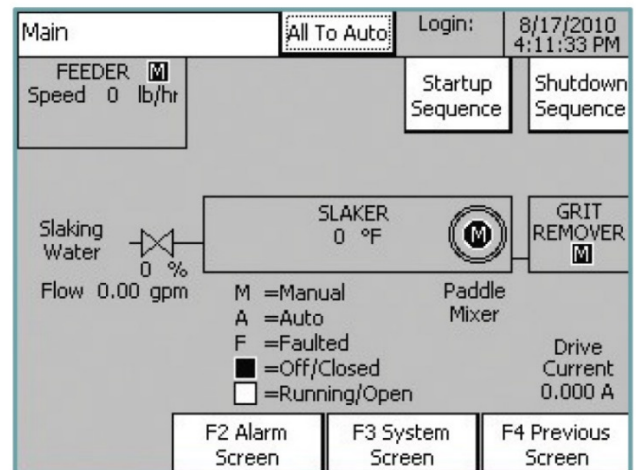 Main
All To Auto
Login:
8/17/2010
4:11:33 PM
FEEDER M
Speed 0 lb/hr
Startup
Sequence
Shutdown
Sequence
Slaking
Water
0 %
Flow 0.00 gpm
SLAKER
0 °F
M
Paddle
Mixer
GRIT
REMOVER
M
M =Manual
A =Auto
F =Faulted
=Off/Closed
=Running/Open
Drive
Current
0.000 A
F2 Alarm
Screen
F3 System
Screen
F4 Previous
Screen